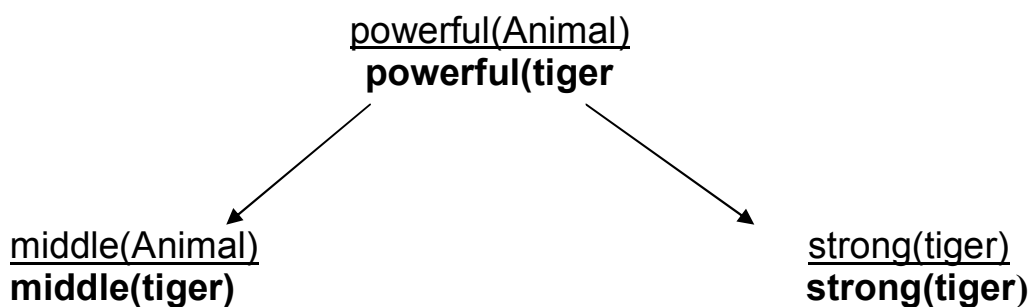 powerful(Animal)
powerful(tiger
middle(Animal)
middle(tiger)
strong(tiger)
strong(tiger)